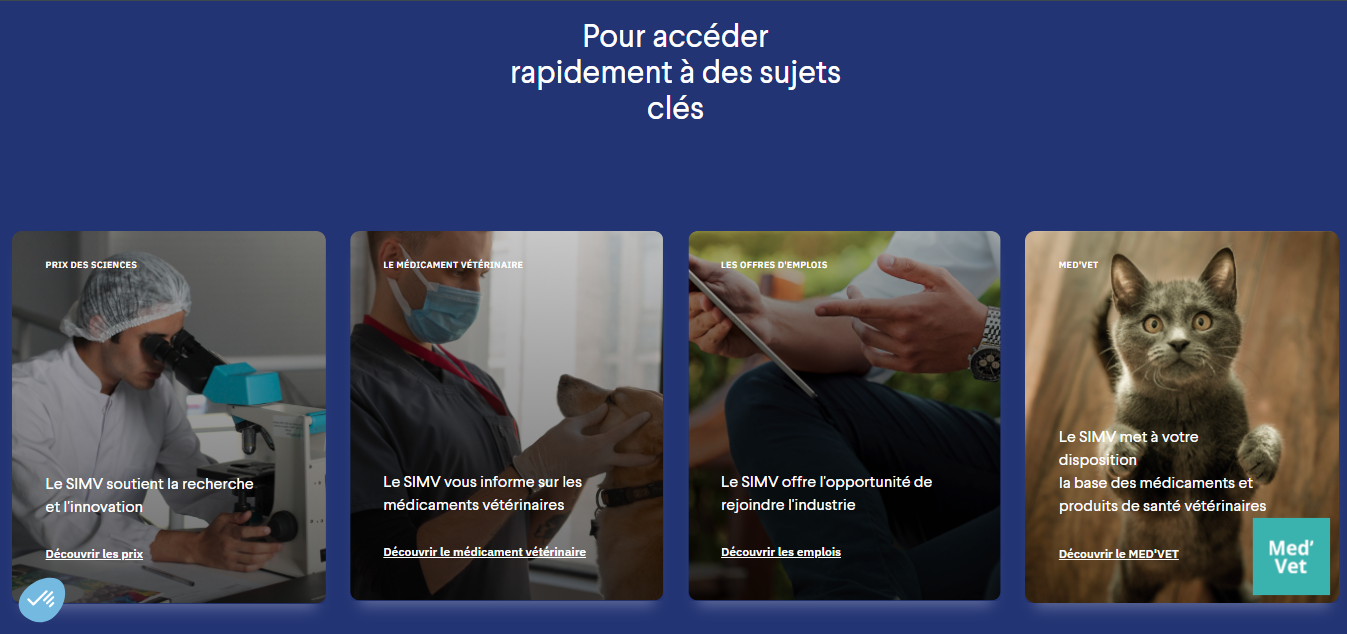 Pour accéder
rapidement à des sujets
clés
PRIX DES SCIENCES
Le SIMV soutient la recherche
et l'innovation
Découvrir les prix
LE MÉDICAMENT VÉTÉRINAIRE
Le SIMV vous informe sur les
médicaments vétérinaires
Découvrir le médicament vétérinaire
LES OFFRES D'EMPLOIS
Le SIMV offre l'opportunité de
rejoindre l'industrie
Découvrir les emplois
MED'VET
Le SIMV met à votre
disposition
la base des médicaments et
produits de santé vétérinaires
Découvrir le MED'VET
Med'
Vet